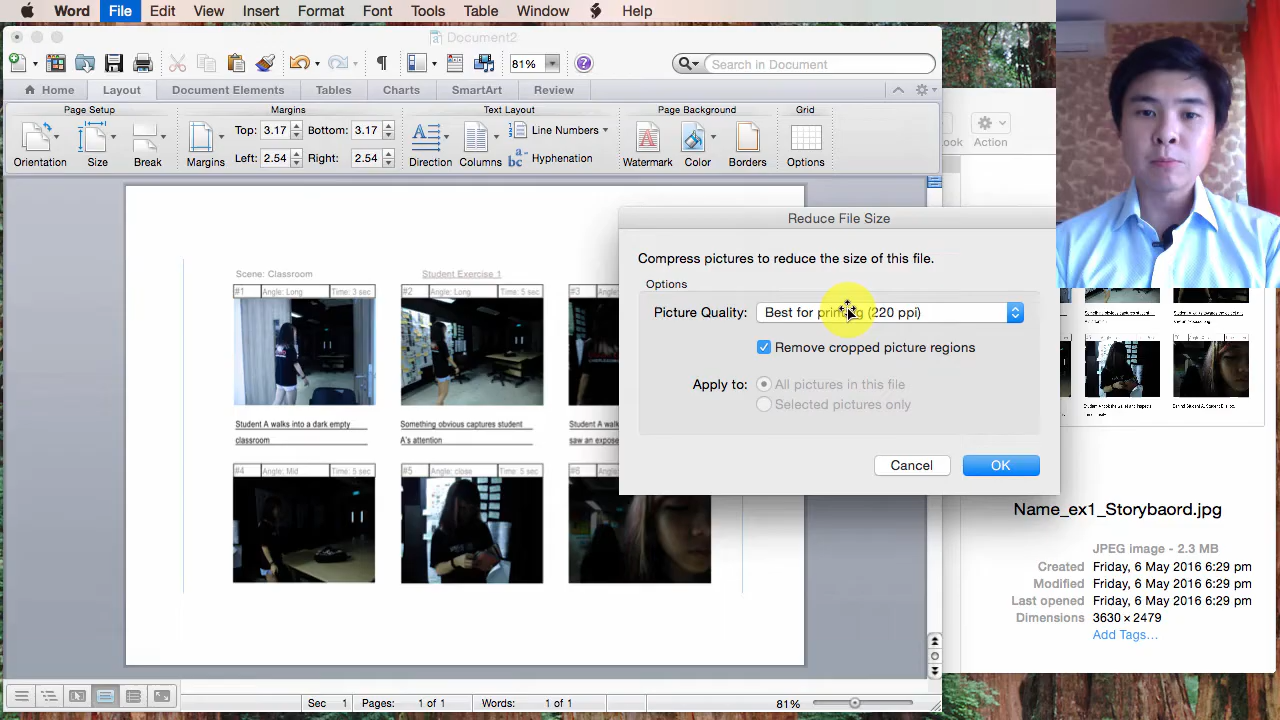 Word File Edit View Insert Format Font Tools Table Window Help
Document2
81% Search in Document
Home Layout Document Elements Tables Charts SmartArt Review
Page Setup Margins Text Layout Page Background Grid
Top: 3.17 Bottom: 3.17 Line Numbers
Left: 2.54 Right: 2.54 Hyphenation
Orientation Size Break Margins Direction Columns Watermark Color Borders Options
ook Action
Reduce File Size
Compress pictures to reduce the size of this file.
Options
Picture Quality: Best for printing (220 ppi)
Remove cropped picture regions
Apply to: All pictures in this file
Selected pictures only
Cancel OK
Scene: Classroom Student Exercise 1
#1 Angle: Long Time: 3 sec #2 Angle: Long Time: 5 sec #3
Student A walks into a dark empty
classroom
Something obvious captures student
A's attention
Student A wal
saw an expose
#4 Angle: Mid Time: 5 sec #5 Angle: close Time: 5 sec #6
Name_ex1_Storybaord.jpg
JPEG image - 2.3 MB
Created Friday, 6 May 2016 6:29 pm
Modified Friday, 6 May 2016 6:29 pm
Last opened Friday, 6 May 2016 6:29 pm
Dimensions 3630 × 2479
Add Tags…
Sec 1 Pages: 1 of 1 Words: 1 of 1 81%